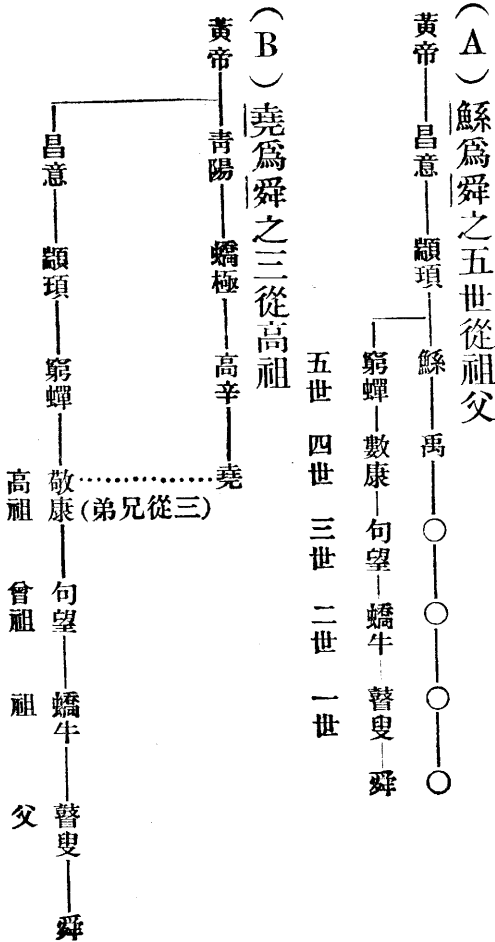 (A)鯀爲舜之五世從祖父
黃帝 昌意 顓頊 鯀 禹 ○ ○ ○ ○
窮蟬 數康 句望 蟜牛 瞽叟 舜
五世 四世 三世 二世 一世
(B)堯爲舜之三從高祖
黃帝 青陽 蟜極 高辛 堯
(三從兄弟)
昌意 顓頊 窮蟬 敬康 句望 蟜牛 瞽叟 舜
高祖 曾祖 祖 父